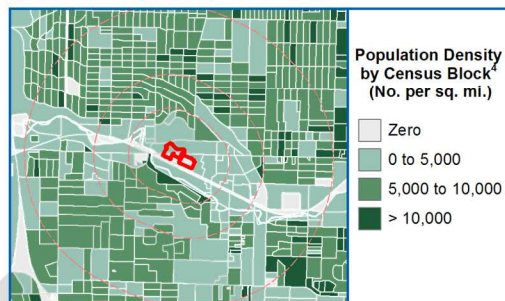 Population Density
by Census Block4
(No. per sq. mi.)
Zero
0 to 5,000
5,000 to 10,000
> 10,000